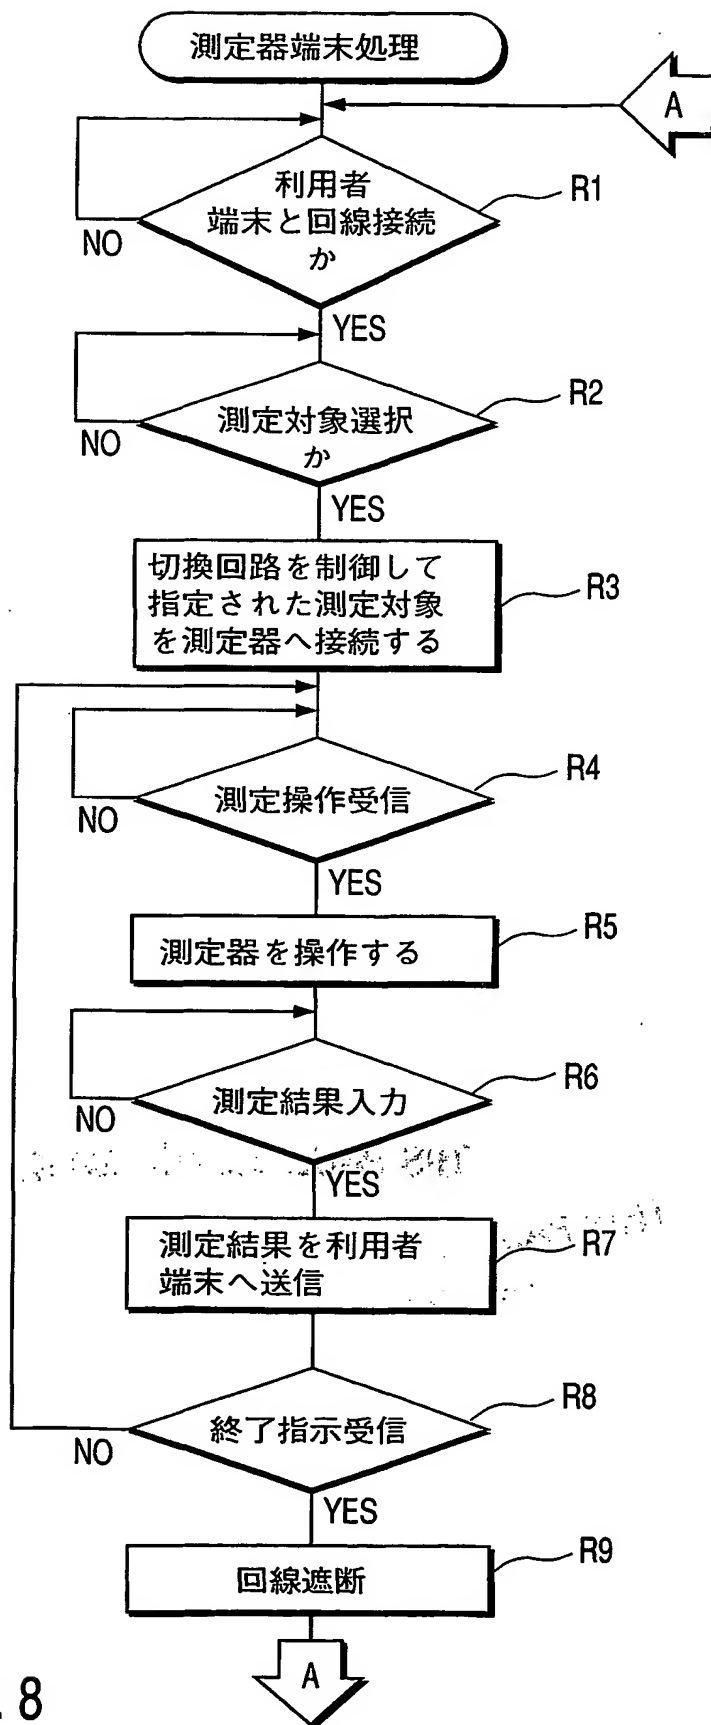 測定器端末処理
A
利用者
端末と回線接続
か
R1
NO
YES
測定対象選択
か
R2
NO
YES
切換回路を制御して
指定された測定対象
を測定器へ接続する
R3
測定操作受信
R4
NO
YES
測定器を操作する
R5
測定結果入力
R6
NO
YES
測定結果を利用者
端末へ送信
R7
終了指示受信
R8
NO
YES
回線遮断
R9
A
. 8